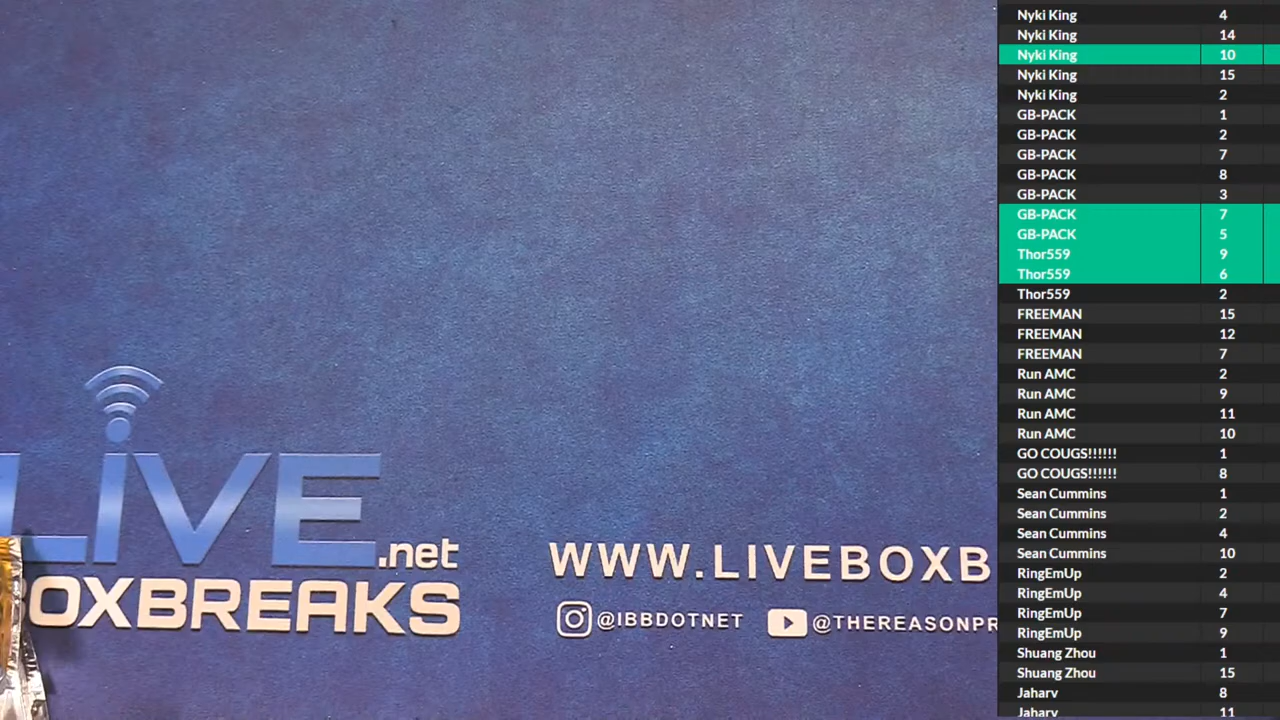 Nyki King 4
Nyki King 14
Nyki King 10
Nyki King 15
Nyki King 2
GB-PACK 1
GB-PACK 2
GB-PACK 7
GB-PACK 8
GB-PACK 3
GB-PACK 7
GB-PACK 5
Thor559 9
Thor559 6
Thor559 2
FREEMAN 15
FREEMAN 12
FREEMAN 7
Run AMC 2
Run AMC 9
Run AMC 11
Run AMC 10
GO COUGS!!!!!! 1
GO COUGS!!!!!! 8
Sean Cummins 1
Sean Cummins 2
Sean Cummins 4
Sean Cummins 10
RingEmUp 2
RingEmUp 4
RingEmUp 7
RingEmUp 9
Shuang Zhou 1
Shuang Zhou 15
Jaharv 8
Jaharv 11
LIVE.net
BOXBREAKS
WWW.LIVEBOXB
@IBBDOTNET @THEREASONPR